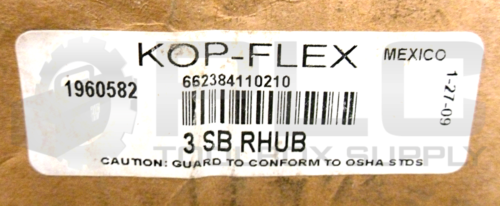 KOP-FLEX MEXICO
662384110210
1960582
1-27-09
3 SB RHUB
CAUTION: GUARD TO CONFORM TO OSHA STDS